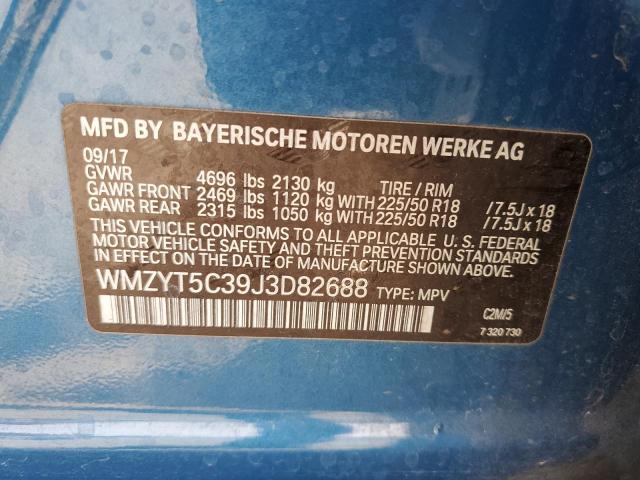 MFD BY BAYERISCHE MOTOREN WERKE AG
09/17
GVWR 4696 lbs 2130 kg TIRE / RIM
GAWR FRONT 2469 lbs 1120 kg WITH 225/50 R18 /7.5J x 18
GAWR REAR 2315 lbs 1050 kg WITH 225/50 R18 /7.5J x 18
THIS VEHICLE CONFORMS TO ALL APPLICABLE U. S. FEDERAL
MOTOR VEHICLE SAFETY AND THEFT PREVENTION STANDARDS
IN EFFECT ON THE DATE OF MANUFACTURE SHOWN ABOVE.
WMZYT5C39J3D82688 TYPE: MPV
C2M/5
7 320 730